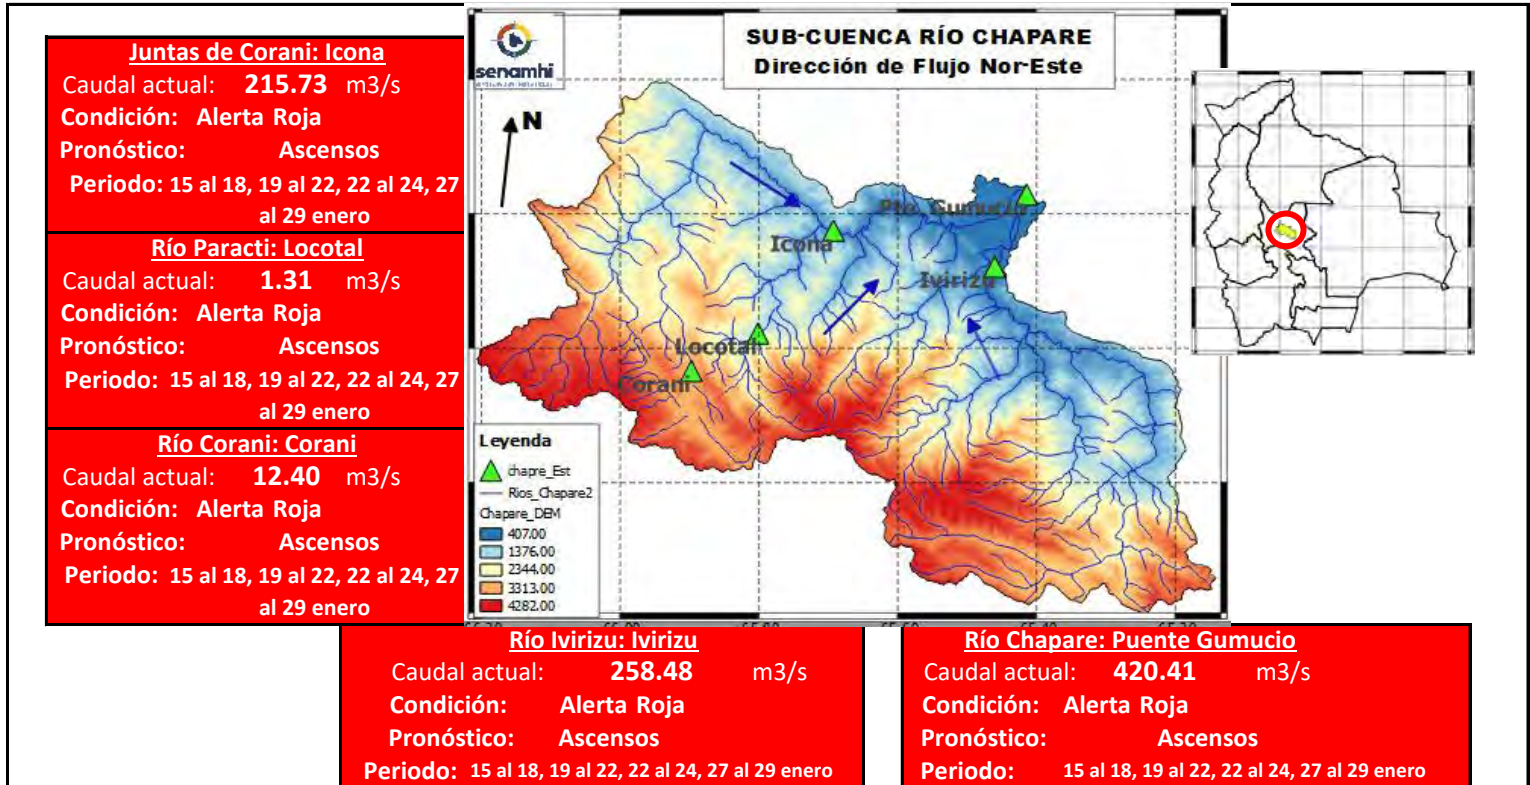 Juntas de Corani: Icona
Caudal actual: 215.73 m3/s
Condición: Alerta Roja
Pronóstico: Ascensos
Periodo: 15 al 18, 19 al 22, 22 al 24, 27
al 29 enero
Río Paracti: Locotal
Caudal actual: 1.31 m3/s
Condición: Alerta Roja
Pronóstico: Ascensos
Periodo: 15 al 18, 19 al 22, 22 al 24, 27
al 29 enero
Río Corani: Corani
Caudal actual: 12.40 m3/s
Condición: Alerta Roja
Pronóstico: Ascensos
Periodo: 15 al 18, 19 al 22, 22 al 24, 27
al 29 enero
senamhi
SUB-CUENCA RÍO CHAPARE
Dirección de Flujo Nor-Este
N
Pte. Gumucio
Icona
Ivirizu
Locotal
Corani
Leyenda
chapre_Est
Rios_Chapare2
Chapare_DEM
407.00
1376.00
2344.00
3313.00
4282.00
Río Ivirizu: Ivirizu
Caudal actual: 258.48 m3/s
Condición: Alerta Roja
Pronóstico: Ascensos
Periodo: 15 al 18, 19 al 22, 22 al 24, 27 al 29 enero
Río Chapare: Puente Gumucio
Caudal actual: 420.41 m3/s
Condición: Alerta Roja
Pronóstico: Ascensos
Periodo: 15 al 18, 19 al 22, 22 al 24, 27 al 29 enero